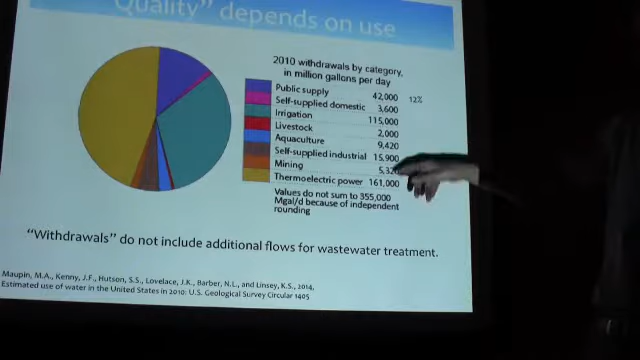 Quality" depends on use
2010 withdrawals by category,
in million gallons per day
Public supply 42,000 12%
Self-supplied domestic 3,600
Irrigation 115,000
Livestock 2,000
Aquaculture 9,420
Self-supplied industrial 15,900
Mining 5,320
Thermoelectric power 161,000
Values do not sum to 355,000
Mgal/d because of independent
rounding
"Withdrawals" do not include additional flows for wastewater treatment.
Maupin, M.A., Kenny, J.F., Hutson, S.S., Lovelace, J.K., Barber, N.L., and Linsey, K.S., 2014,
Estimated use of water in the United States in 2010: U.S. Geological Survey Circular 1405